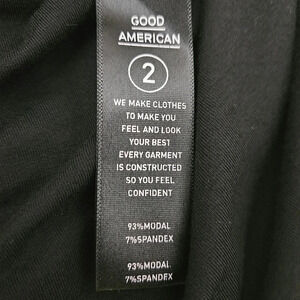 GOOD
AMERICAN
2
WE MAKE CLOTHES
TO MAKE YOU
FEEL AND LOOK
YOUR BEST
EVERY GARMENT
IS CONSTRUCTED
SO YOU FEEL
CONFIDENT
93%MODAL
7%SPANDEX
93%MODAL
7%SPANDEX